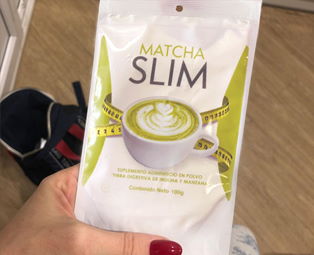 MATCHA
SLIM
SUPLEMENTO ALIMENTICIO EN POLVO
FIBRA DIGESTIVA DE INULINA Y MANZANA
Contenido Neto 100g